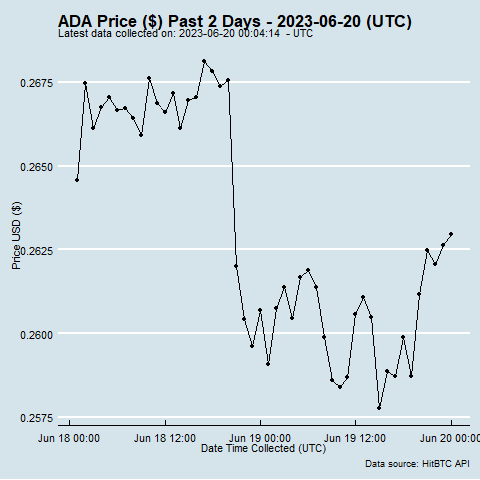 ADA Price ($) Past 2 Days - 2023-06-20 (UTC)
Latest data collected on: 2023-06-20 00:04:14 - UTC
0.2675
0.2650
0.2625
0.2600
0.2575
Price USD ($)
Jun 18 00:00
Jun 18 12:00
Jun 19 00:00
Jun 19 12:00
Jun 20 00:00
Date Time Collected (UTC)
Data source: HitBTC API